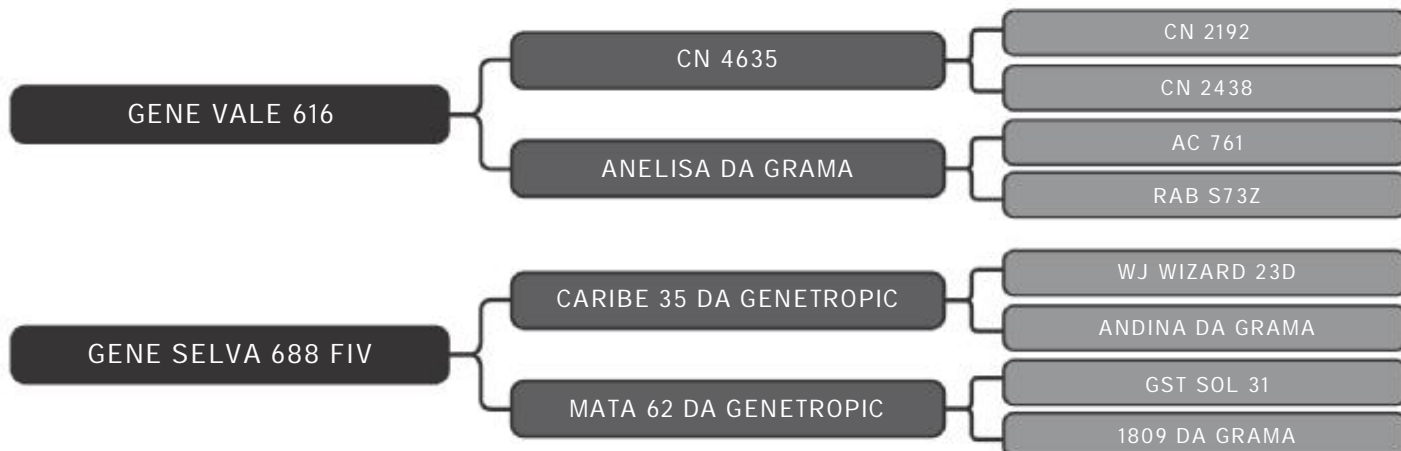 GENE VALE 616
CN 4635
CN 2192
CN 2438
ANELISA DA GRAMA
AC 761
RAB S73Z
GENE SELVA 688 FIV
CARIBE 35 DA GENETROPIC
WJ WIZARD 23D
ANDINA DA GRAMA
MATA 62 DA GENETROPIC
GST SOL 31
1809 DA GRAMA